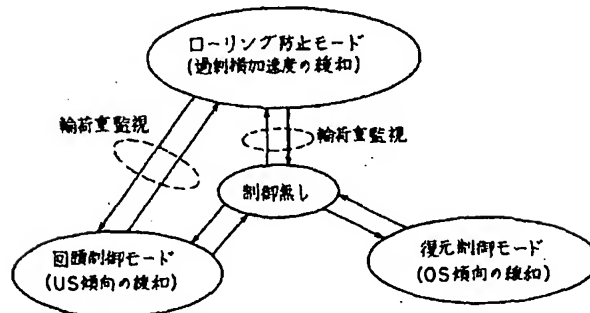 ローリング防止モード
(過剰横加速度の緩和)
輪荷重監視
輪荷重監視
制御無し
回頭制御モード
(US傾向の緩和)
復元制御モード
(OS傾向の緩和)